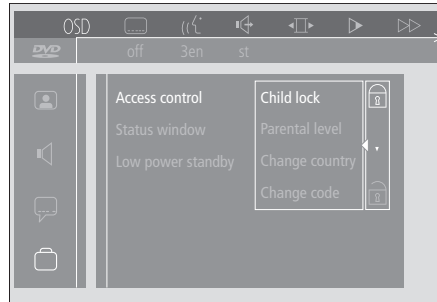 OSD
DVD off 3en st
Access control Child lock
Status window Parental level
Low power standby Change country
Change code